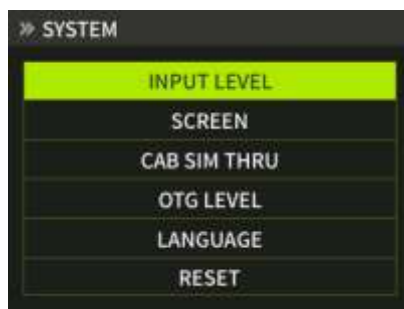 » SYSTEM
INPUT LEVEL
SCREEN
CAB SIM THRU
OTG LEVEL
LANGUAGE
RESET